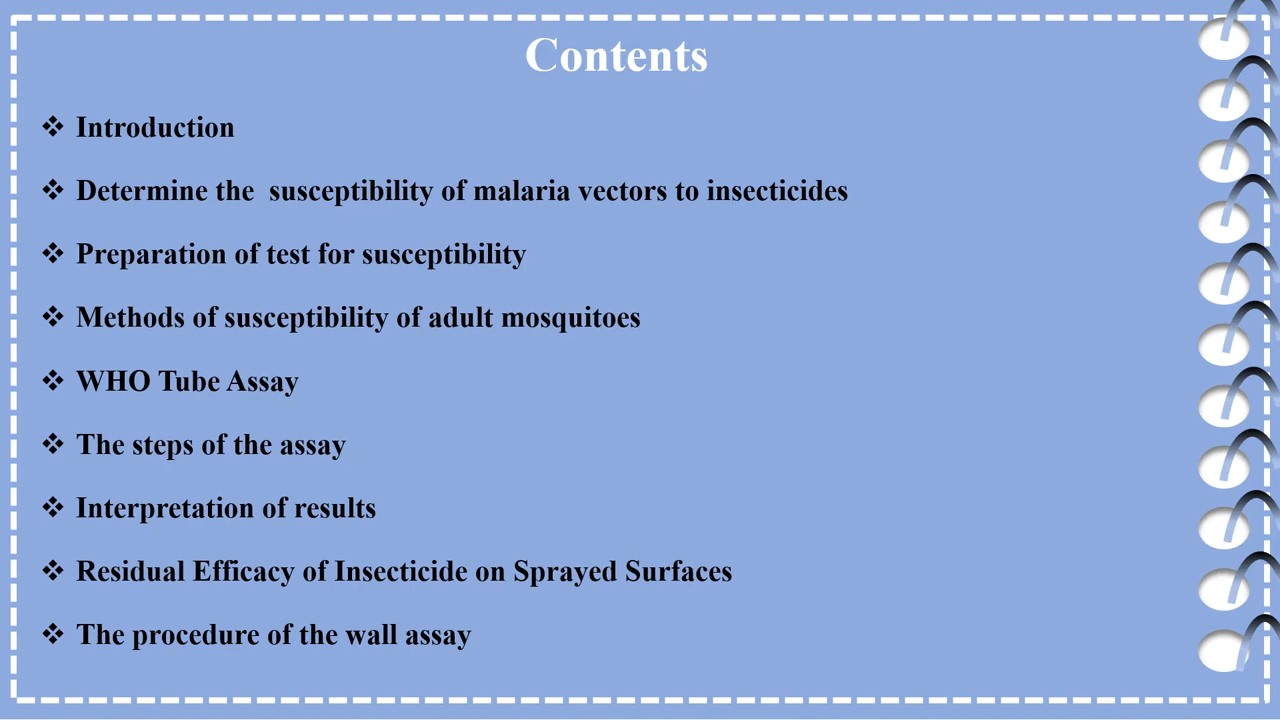 Contents
❖ Introduction
❖ Determine the  susceptibility of malaria vectors to insecticides
❖ Preparation of test for susceptibility
❖ Methods of susceptibility of adult mosquitoes
❖ WHO Tube Assay
❖ The steps of the assay
❖ Interpretation of results
❖ Residual Efficacy of Insecticide on Sprayed Surfaces
❖ The procedure of the wall assay